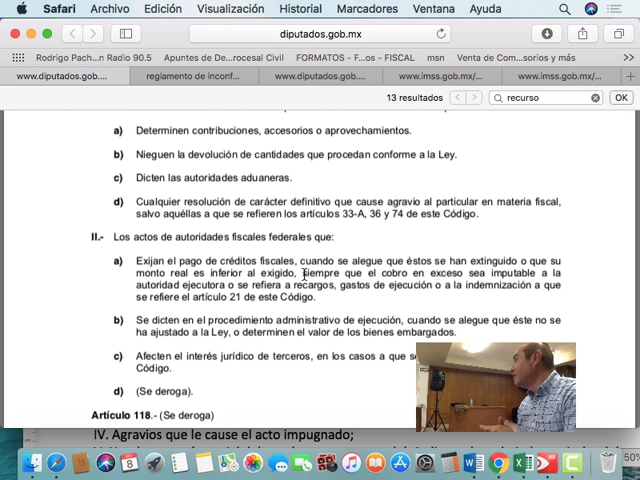 Safari Archivo Edición Visualización Historial Marcadores Ventana Ayuda
diputados.gob.mx
Rodrigo Pach...n Radio 90.5 Apuntes de D...rocesal Civil FORMATOS - F...os - FISCAL msn Venta de Com...sorios y más
www.dputados.gob.... reglamento de inconf... www.diputados.gob.... www.imss.gob.mx/... www.imss.gob.mx/...
13 resultados recurso OK
a) Determinen contribuciones, accesorios o aprovechamientos.
b) Nieguen la devolución de cantidades que procedan conforme a la Ley.
c) Dicten las autoridades aduaneras.
d) Cualquier resolución de carácter definitivo que cause agravio al particular en materia fiscal,
salvo aquéllas a que se refieren los artículos 33-A, 36 y 74 de este Código.
II.- Los actos de autoridades fiscales federales que:
a) Exijan el pago de créditos fiscales, cuando se alegue que éstos se han extinguido o que su
monto real es inferior al exigido, siempre que el cobro en exceso sea imputable a la
autoridad ejecutora o se refiera a recargos, gastos de ejecución o a la indemnización a que
se refiere el artículo 21 de este Código.
b) Se dicten en el procedimiento administrativo de ejecución, cuando se alegue que éste no se
ha ajustado a la Ley, o determinen el valor de los bienes embargados.
c) Afecten el interés jurídico de terceros, en los casos a que se
Código.
d) (Se deroga).
Artículo 118.- (Se deroga)
IV. Agravios que le cause el acto impugnado;
8
50%